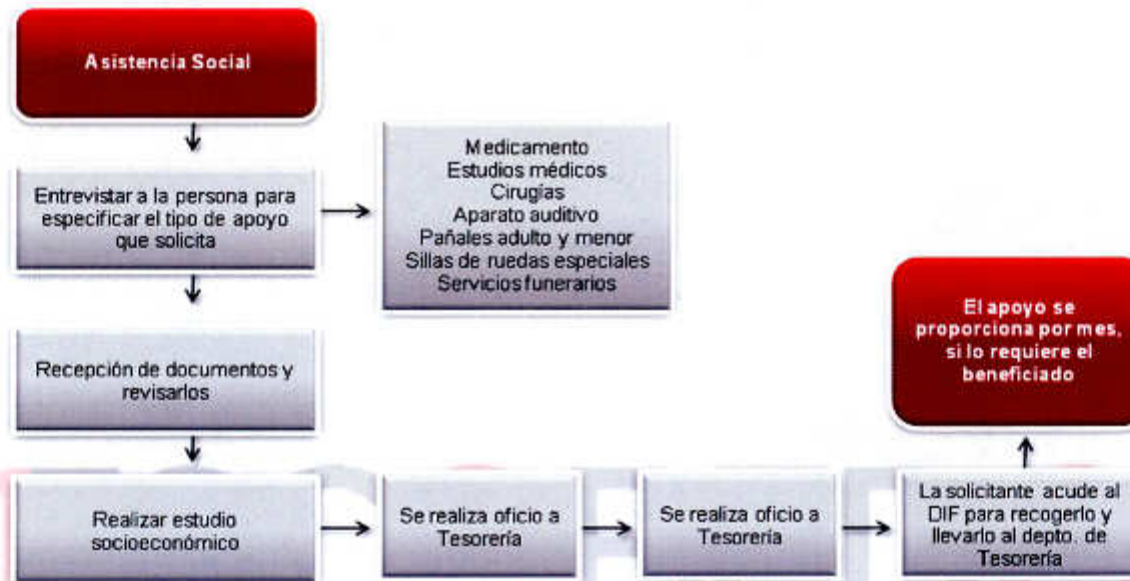 Asistencia Social
Entrevistar a la persona para
especificar el tipo de apoyo
que solicita
Medicamento
Estudios médicos
Cirugías
Aparato auditivo
Pañales adulto y menor
Sillas de ruedas especiales
Servicios funerarios
Recepción de documentos y
revisarlos
Realizar estudio
socioeconómico
Se realiza oficio a
Tesorería
Se realiza oficio a
Tesorería
La solicitante acude al
DIF para recogerlo y
llevarlo al depto. de
Tesorería
El apoyo se
proporciona por mes,
si lo requiere el
beneficiado